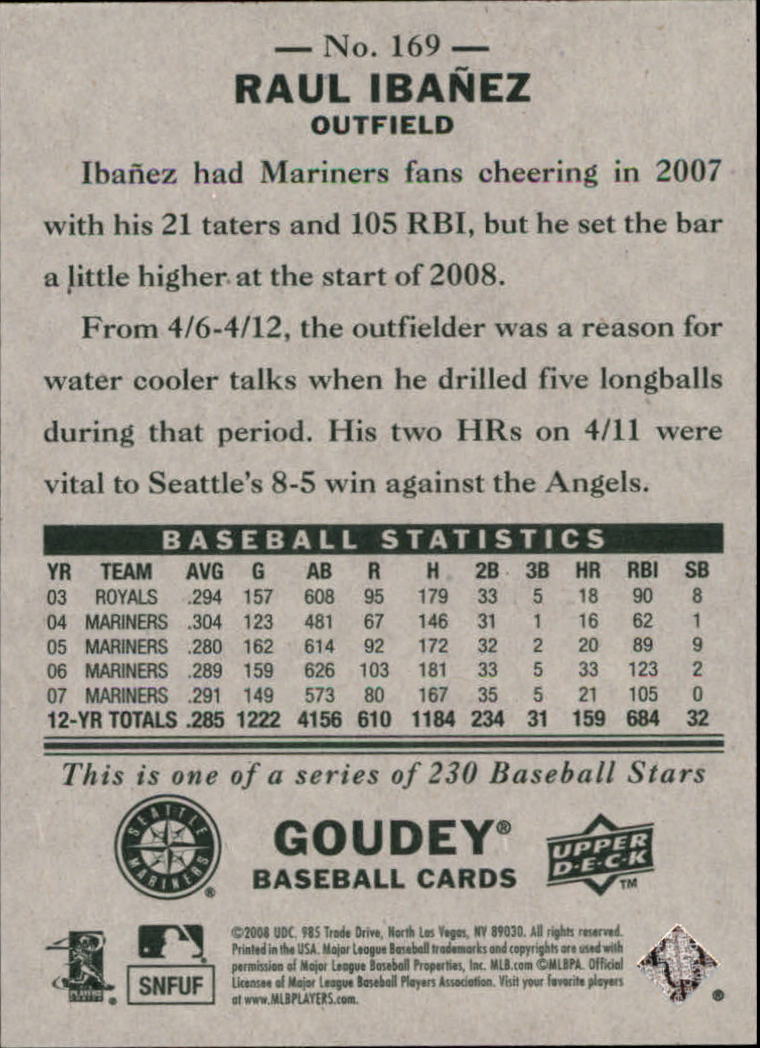 — No. 169 —
RAUL IBAÑEZ
OUTFIELD
Ibañez had Mariners fans cheering in 2007
with his 21 taters and 105 RBI, but he set the bar
a little higher at the start of 2008.
From 4/6-4/12, the outfielder was a reason for
water cooler talks when he drilled five longballs
during that period. His two HRs on 4/11 were
vital to Seattle's 8-5 win against the Angels.
BASEBALL STATISTICS
YR TEAM AVG G AB R H 2B 3B HR RBI SB
03 ROYALS .294 157 608 95 179 33 5 18 90 8
04 MARINERS .304 123 481 67 146 31 1 16 62 1
05 MARINERS .280 162 614 92 172 32 2 20 89 9
06 MARINERS .289 159 626 103 181 33 5 33 123 2
07 MARINERS .291 149 573 80 167 35 5 21 105 0
12-YR TOTALS .285 1222 4156 610 1184 234 31 159 684 32
This is one of a series of 230 Baseball Stars
SEATTLE MARINERS ®
GOUDEY®
BASEBALL CARDS
UPPER DECK TM
©2008 UDC, 985 Trade Drive, North Las Vegas, NV 89030. All rights reserved.
Printed in the USA. Major League Baseball trademarks and copyrights are used with
permission of Major League Baseball Properties, Inc. MLB.com ©MLBPA. Official
Licensee of Major League Baseball Players Association. Visit your favorite players
at www.MLBPLAYERS.com.
SNFUF